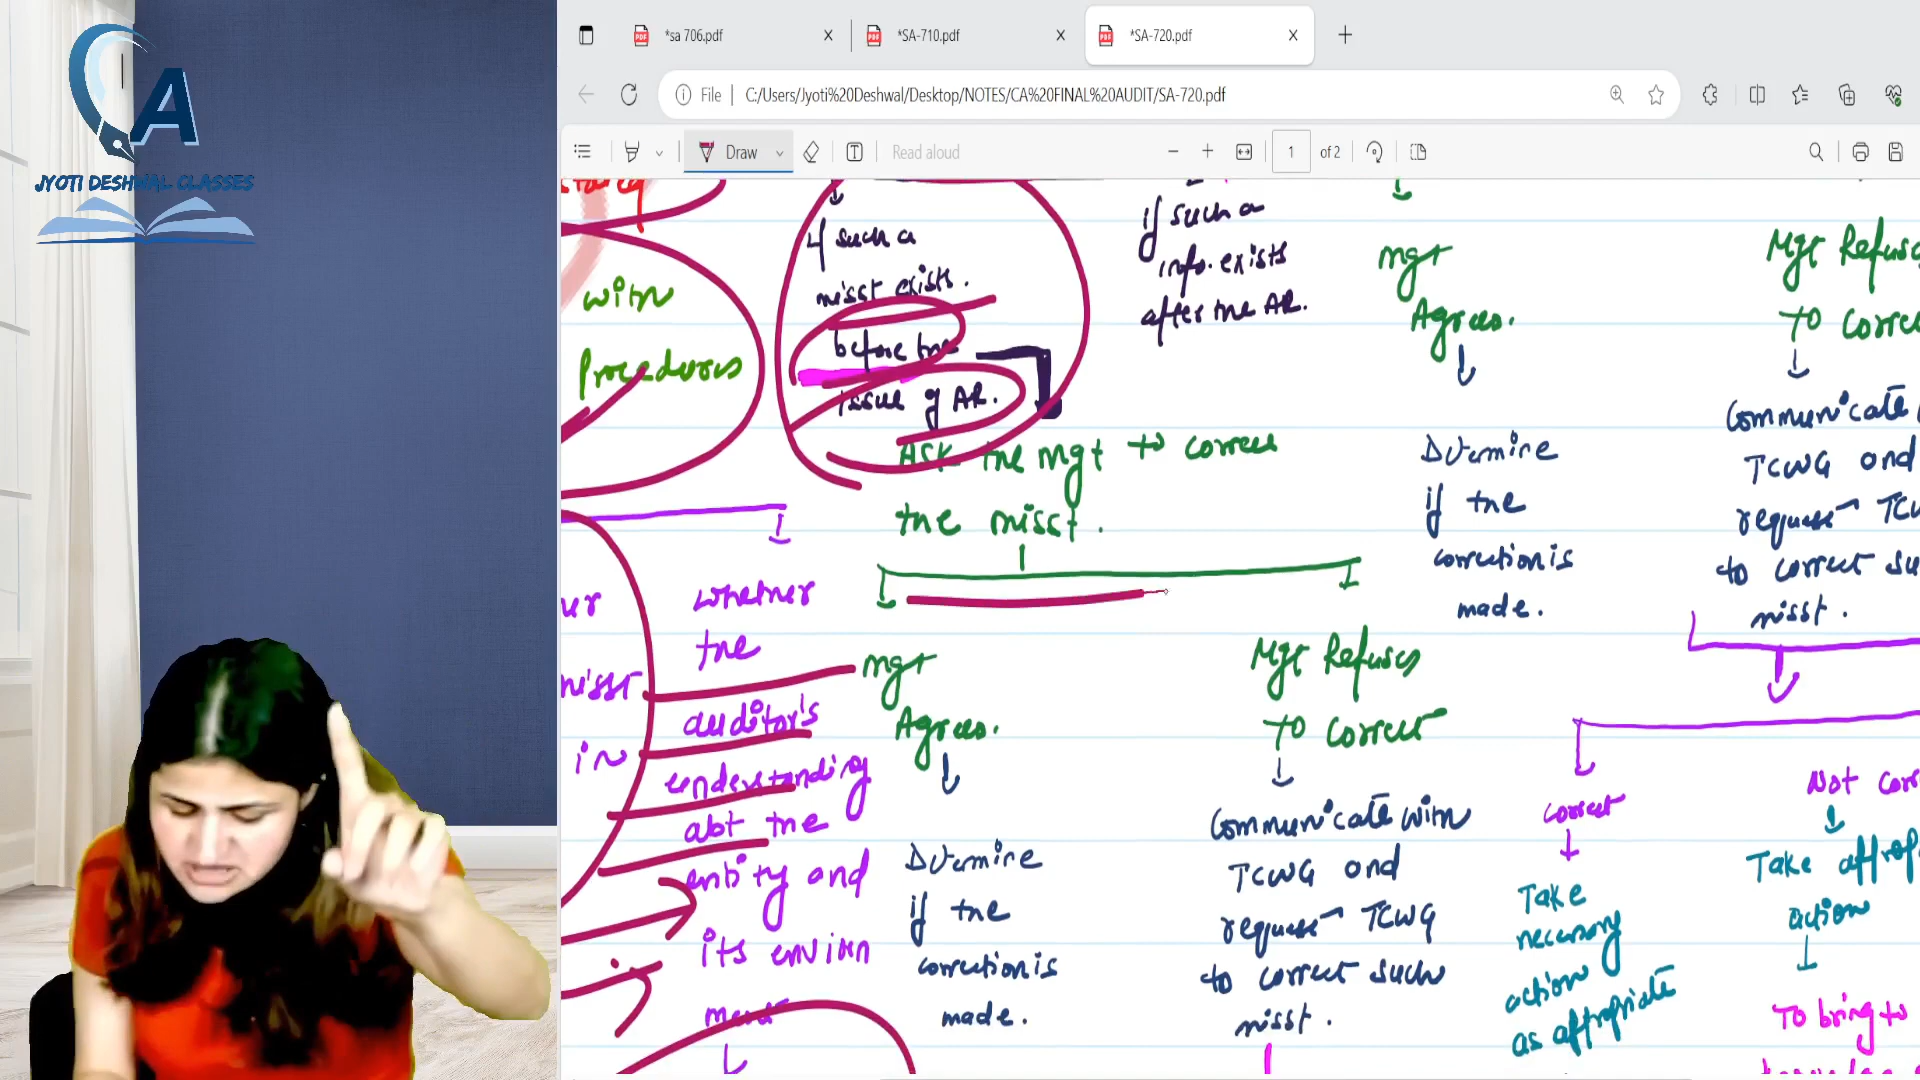 CA
JYOTI DESHWAL CLASSES
*sa 706.pdf
*SA-710.pdf
*SA-720.pdf
File
C:/Users/Jyoti%20Deshwal/Desktop/NOTES/CA%20FINAL%20AUDIT/SA-720.pdf
Draw
Read aloud
1
of 2
with
Procedures
If such a
misst exists.
before the
issue of AR.
If such a
info. exists
after the AR.
Mgt
Agrees.
Determine
if the
correction is
made.
Mgt Refuses
To correct
Communicate
TCWG and
request
to correct
misst.
Ask the mgt to correct
the misst.
misst
in
whether
the
auditor's
understanding
abt the
entity and
its environ
ment
Mgt
Agrees.
Determine
if the
correction is
made.
Mgt Refuses
To correct
Communicate with
TCWG and
request TCWG
to correct such
misst.
correct
Take
necessary
action
as appropriate
Not
Take
action
To bring to